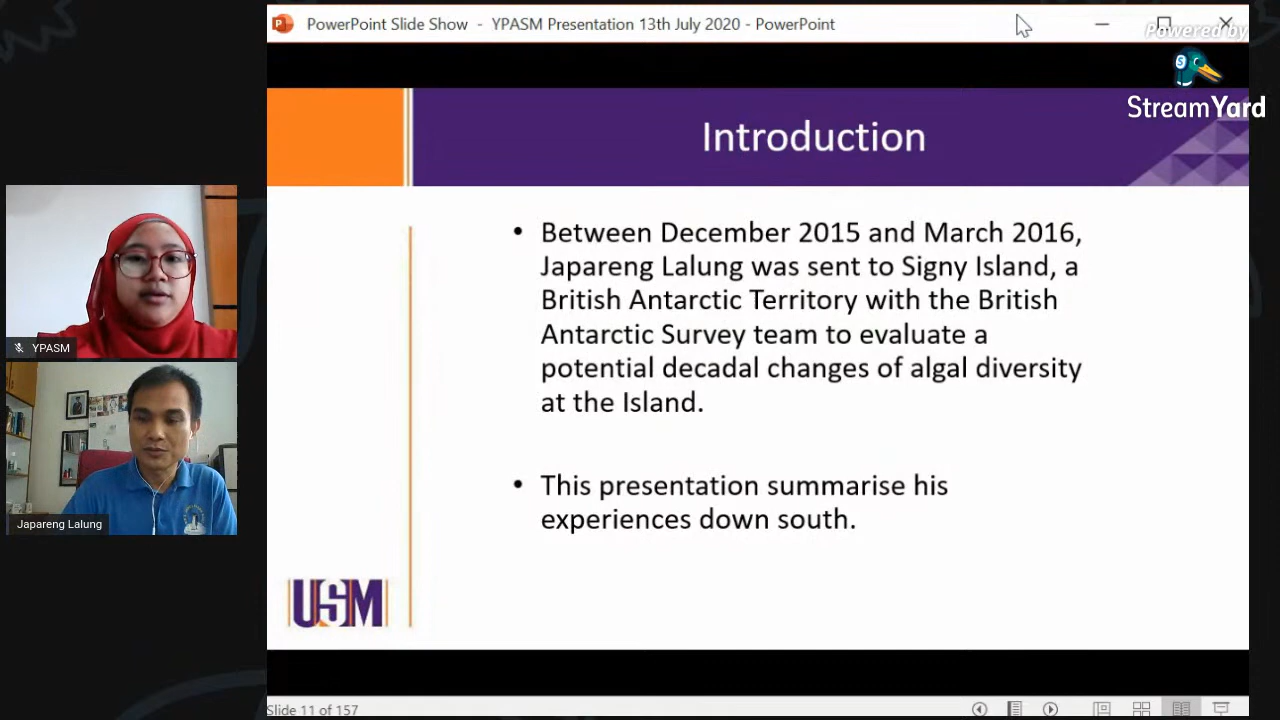 PowerPoint Slide Show - YPASM Presentation 13th July 2020 - PowerPoint
Powered by
StreamYard
Introduction
• Between December 2015 and March 2016,
Japareng Lalung was sent to Signy Island, a
British Antarctic Territory with the British
Antarctic Survey team to evaluate a
potential decadal changes of algal diversity
at the Island.
• This presentation summarise his
experiences down south.
YPASM
Japareng Lalung
USM
Slide 11 of 157